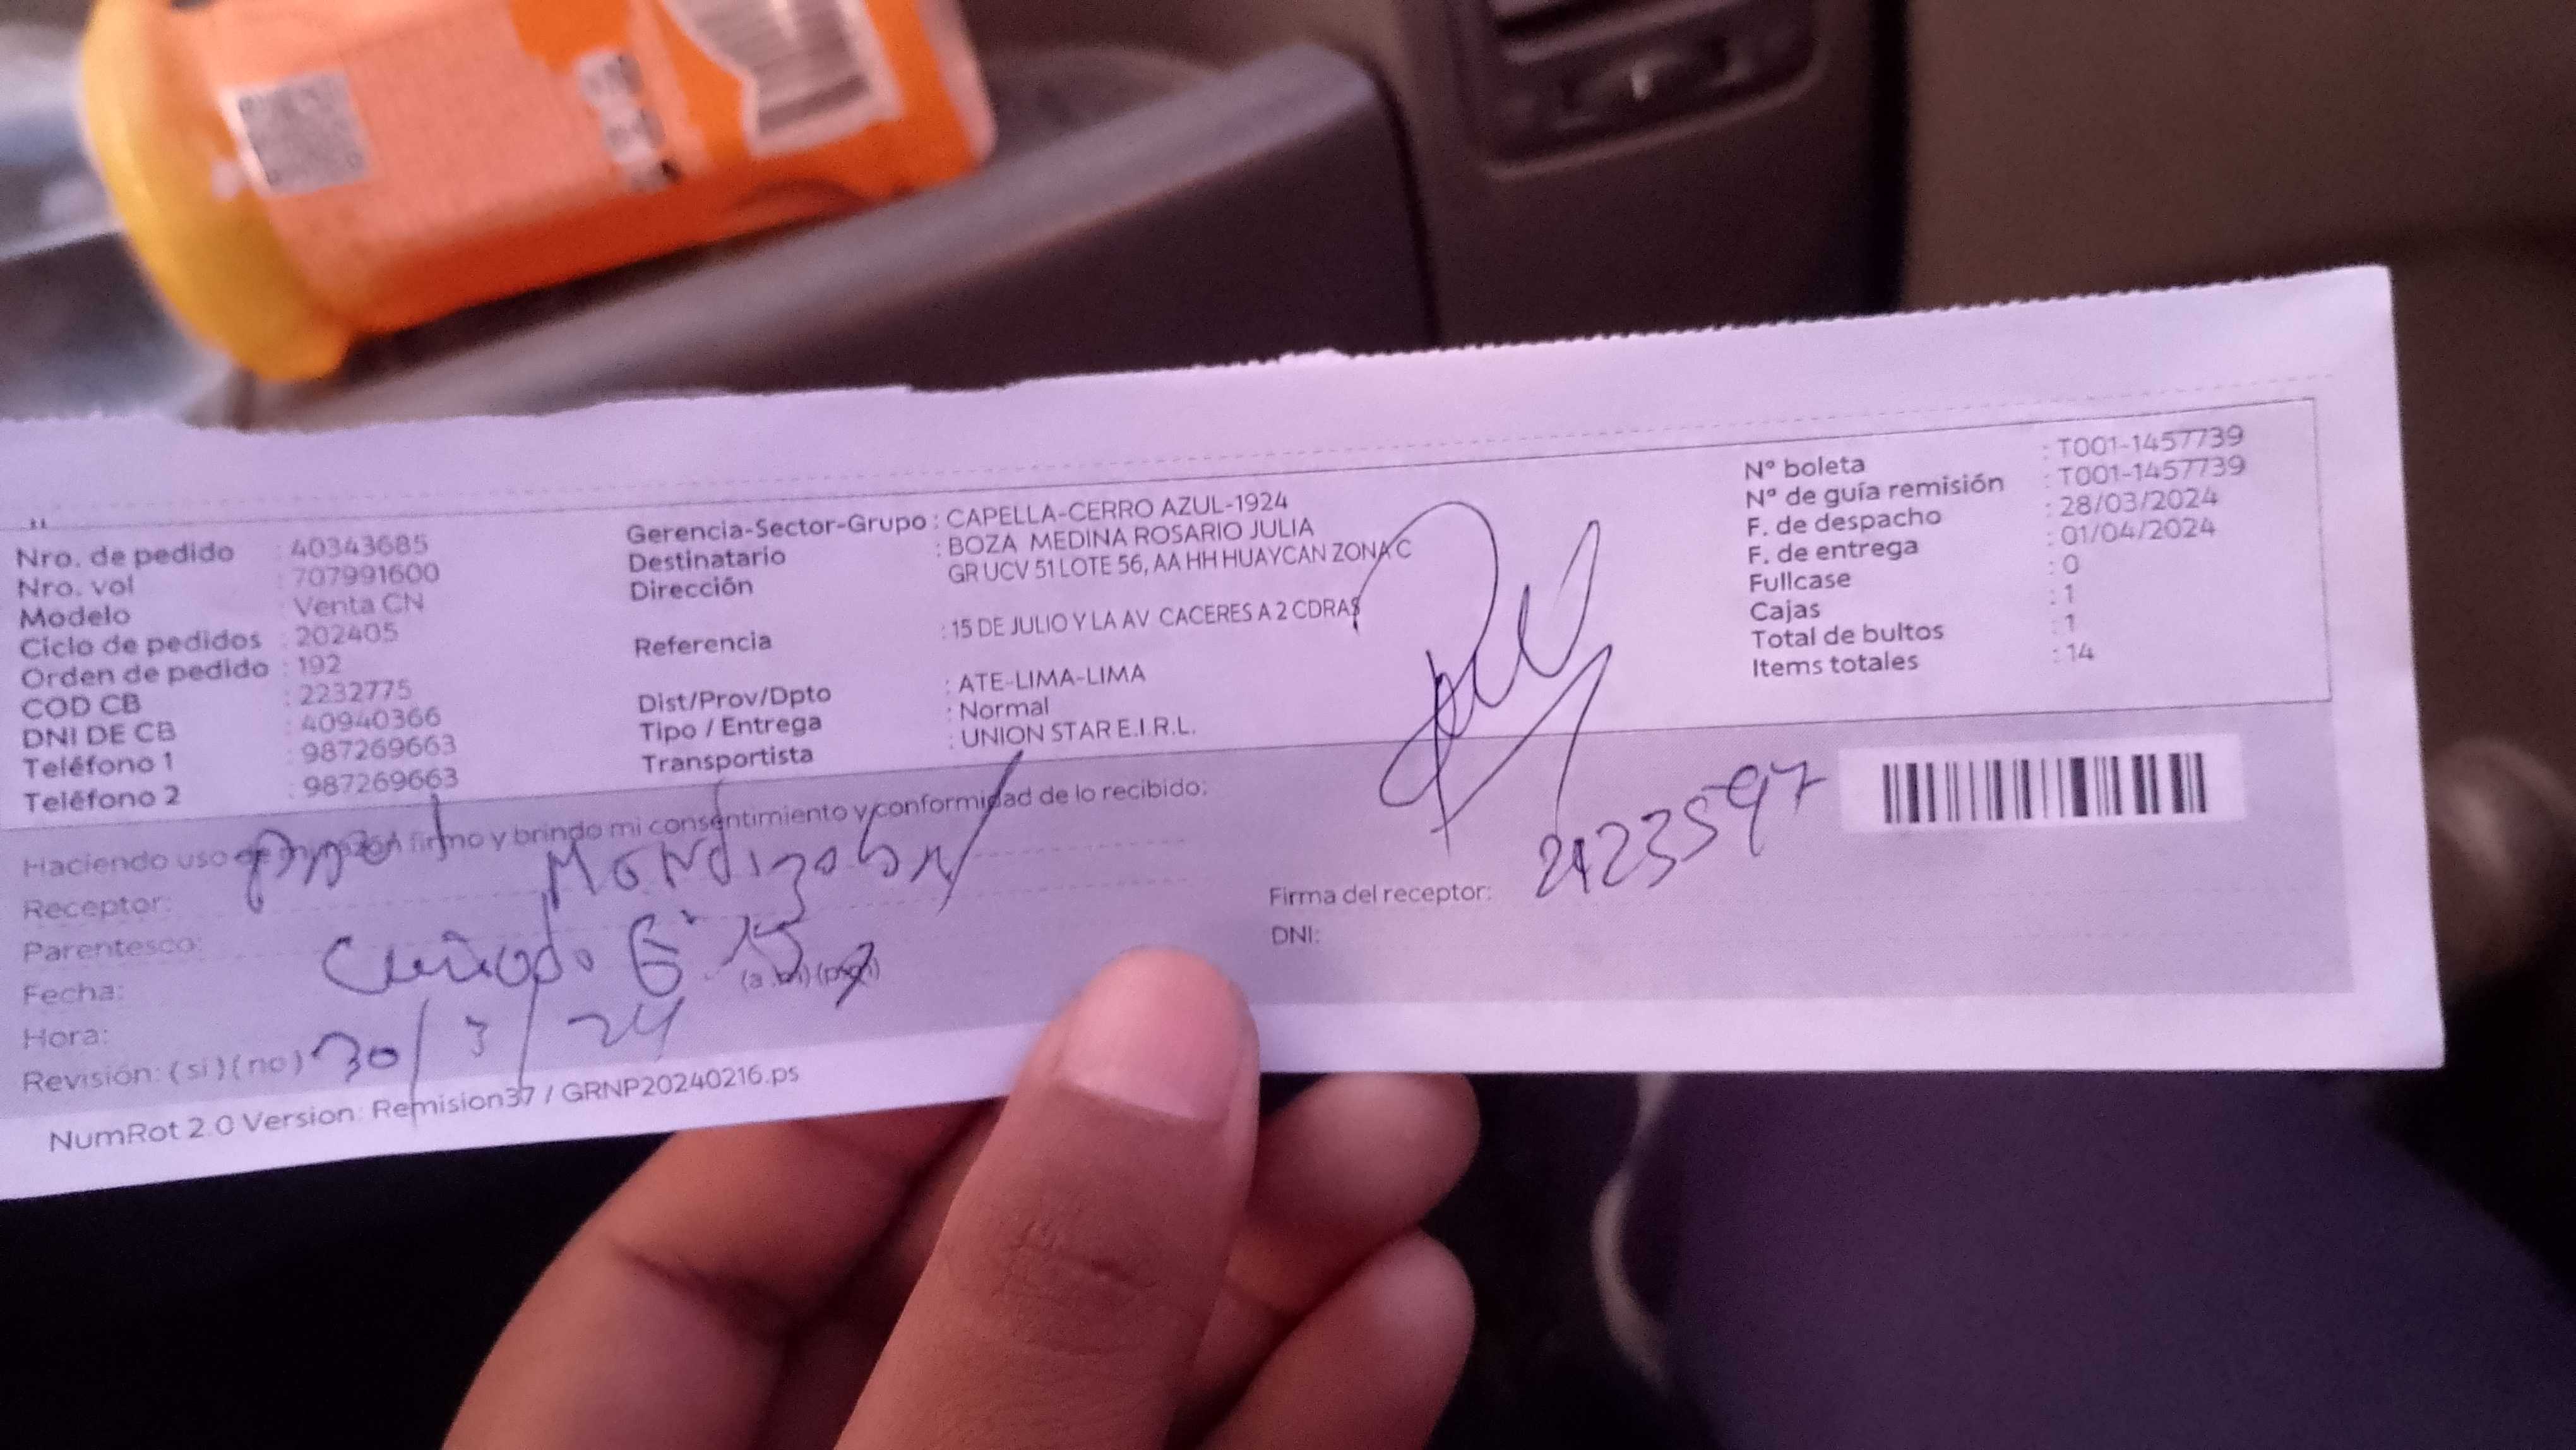 Nro. de pedido : 40343685
Nro. vol : 707991600
Modelo : Venta CN
Ciclo de pedidos : 202405
Orden de pedido : 192
COD CB : 2232775
DNI DE CB : 40940366
Teléfono 1 : 987269663
Teléfono 2 : 987269663
Gerencia-Sector-Grupo : CAPELLA-CERRO AZUL-1924
Destinatario : BOZA MEDINA ROSARIO JULIA
Dirección GR UCV 51 LOTE 56, AA HH HUAYCAN ZONA C
Referencia : 15 DE JULIO Y LA AV CACERES A 2 CDRAS
Dist/Prov/Dpto : ATE-LIMA-LIMA
Tipo / Entrega : Normal
Transportista : UNION STAR E.I.R.L.
Nº boleta : T001-1457739
Nº de guía remisión : T001-1457739
F. de despacho : 28/03/2024
F. de entrega : 01/04/2024
Fullcase : 0
Cajas : 1
Total de bultos : 1
Items totales : 14
Haciendo uso de mi razón firmo y brindo mi consentimiento y conformidad de lo recibido:
Receptor:
Parentesco: Cuñado
Fecha:
Hora:
Revisión: (si) (no) 30/3/24
Firma del receptor:
DNI:
NumRot 2.0 Version: Remision37 / GRNP20240216.ps